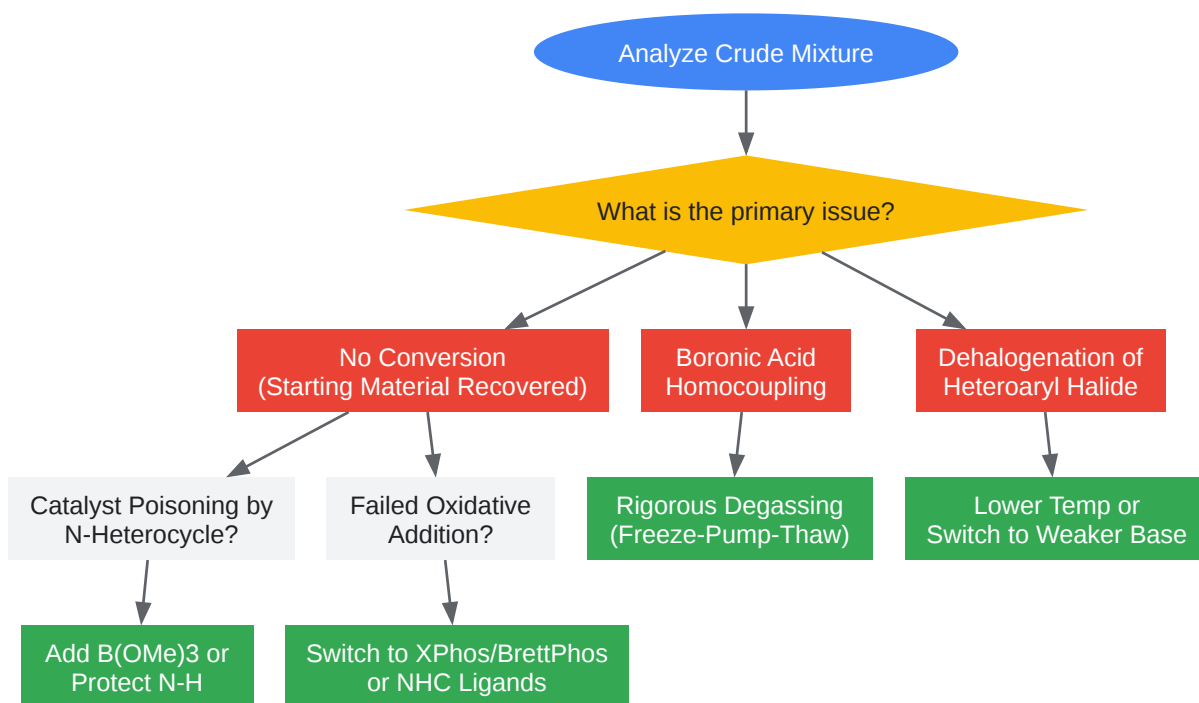 Analyze Crude Mixture
What is the primary issue?
No Conversion
(Starting Material Recovered)
Boronic Acid
Homocoupling
Dehalogenation of
Heteroaryl Halide
Catalyst Poisoning by
N-Heterocycle?
Failed Oxidative
Addition?
Rigorous Degassing
(Freeze-Pump-Thaw)
Lower Temp or
Switch to Weaker Base
Add B(OMe)3 or
Protect N-H
Switch to XPhos/BrettPhos
or NHC Ligands